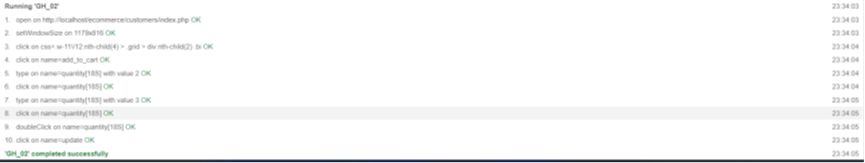 Running 'GH_02' 23:34:03
1. open on http://localhost/ecommerce/customers/index.php OK 23:34:03
2. setWindowSize on 1179x816 OK 23:34:03
3. click on css=.w-11\/12:nth-child(4) > .grid > div:nth-child(2) .bi OK 23:34:04
4. click on name=add_to_cart OK 23:34:04
5. type on name=quantity[185] with value 2 OK 23:34:04
6. click on name=quantity[185] OK 23:34:04
7. type on name=quantity[185] with value 3 OK 23:34:05
8. click on name=quantity[185] OK 23:34:05
9. doubleClick on name=quantity[185] OK 23:34:05
10. click on name=update OK 23:34:05
'GH_02' completed successfully 23:34:05